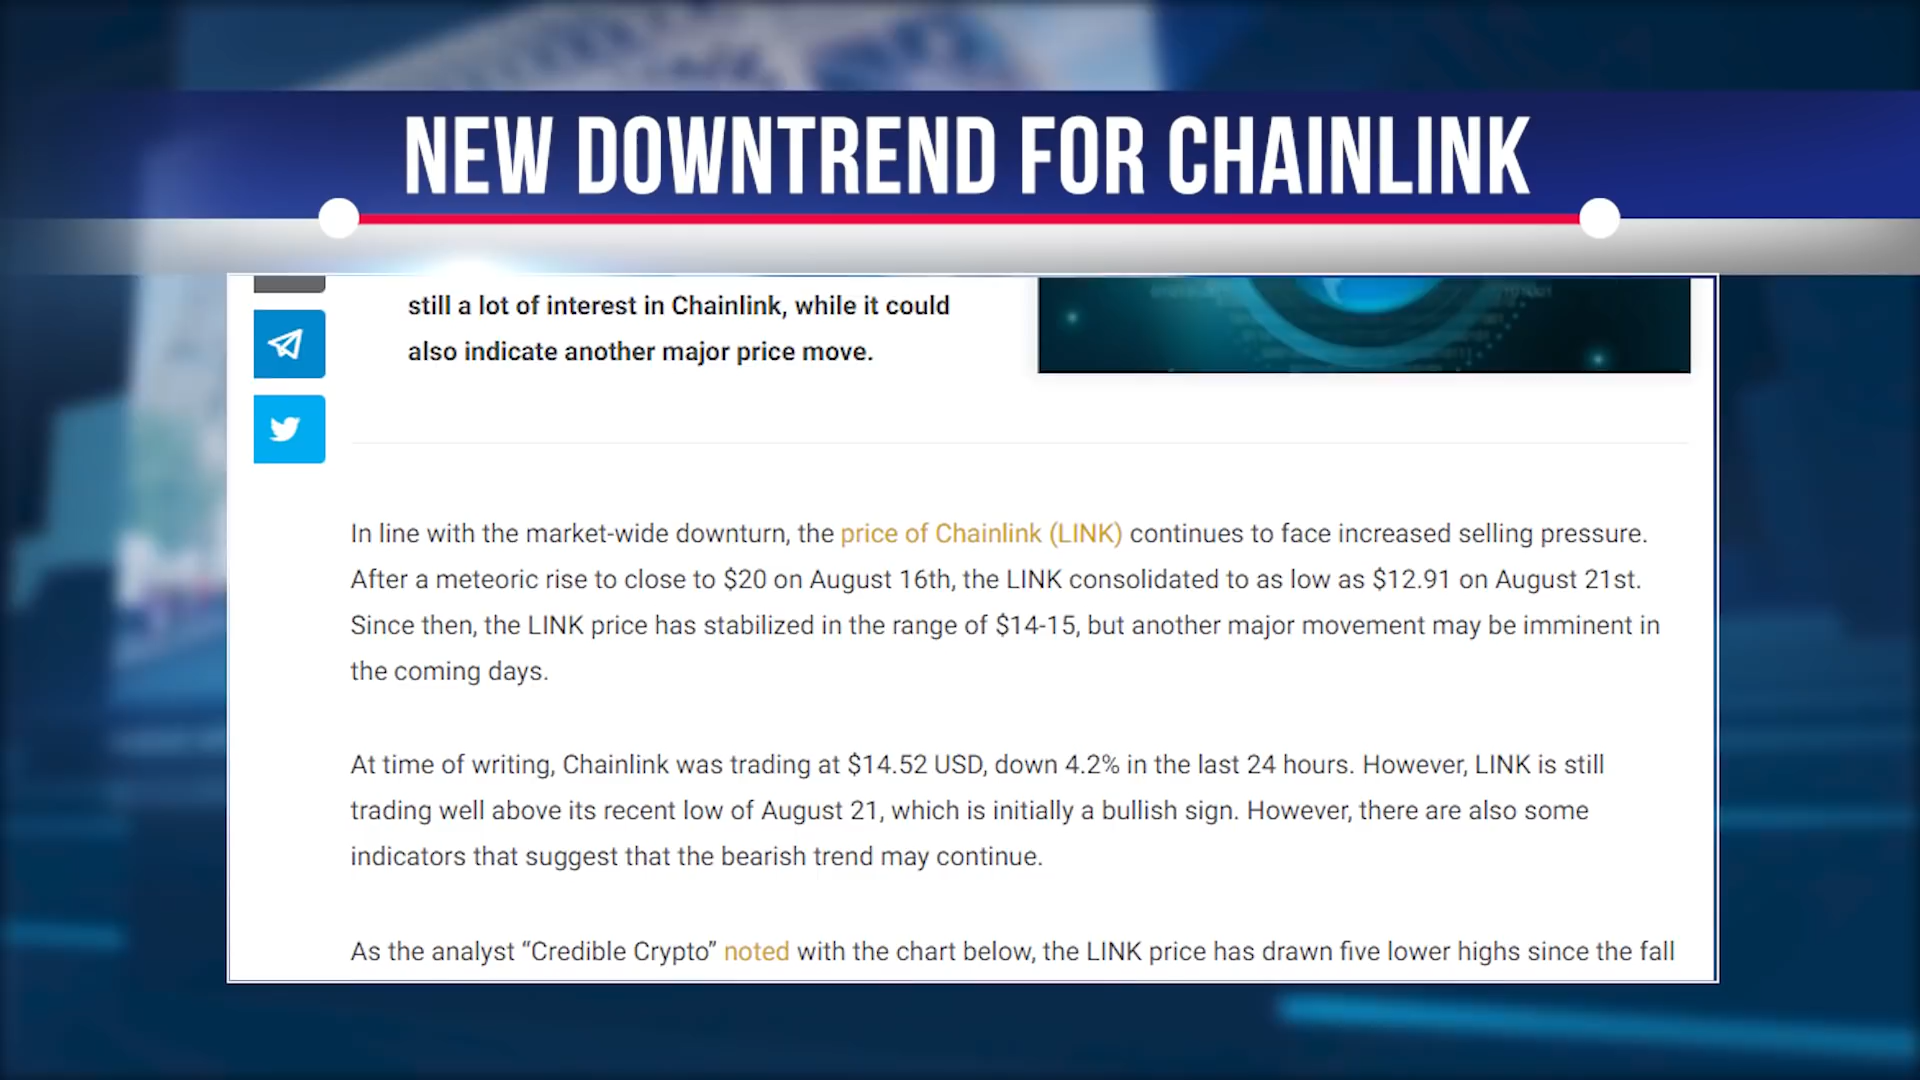 NEW DOWNTREND FOR CHAINLINK
still a lot of interest in Chainlink, while it could
also indicate another major price move.
In line with the market-wide downturn, the price of Chainlink (LINK) continues to face increased selling pressure.
After a meteoric rise to close to $20 on August 16th, the LINK consolidated to as low as $12.91 on August 21st.
Since then, the LINK price has stabilized in the range of $14-15, but another major movement may be imminent in
the coming days.
At time of writing, Chainlink was trading at $14.52 USD, down 4.2% in the last 24 hours. However, LINK is still
trading well above its recent low of August 21, which is initially a bullish sign. However, there are also some
indicators that suggest that the bearish trend may continue.
As the analyst “Credible Crypto” noted with the chart below, the LINK price has drawn five lower highs since the fall